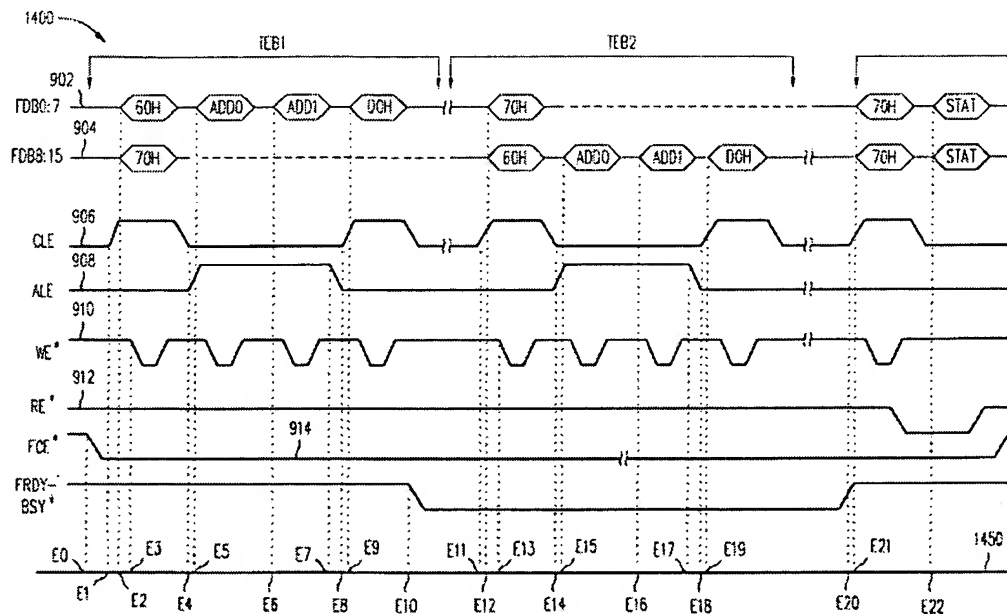 1400
TEB1
TEB2
902
FDB0:7
60H
ADD0
ADD1
D0H
70H
70H
STAT
904
FDB8:15
70H
60H
ADD0
ADD1
D0H
70H
STAT
906
CLE
908
ALE
910
WE*
912
RE*
FCE*
914
FRDY-
BSY*
E0
E3
E5
E7
E9
E11
E13
E15
E17
E19
E21
1450
E1
E2
E4
E6
E8
E10
E12
E14
E16
E18
E20
E22